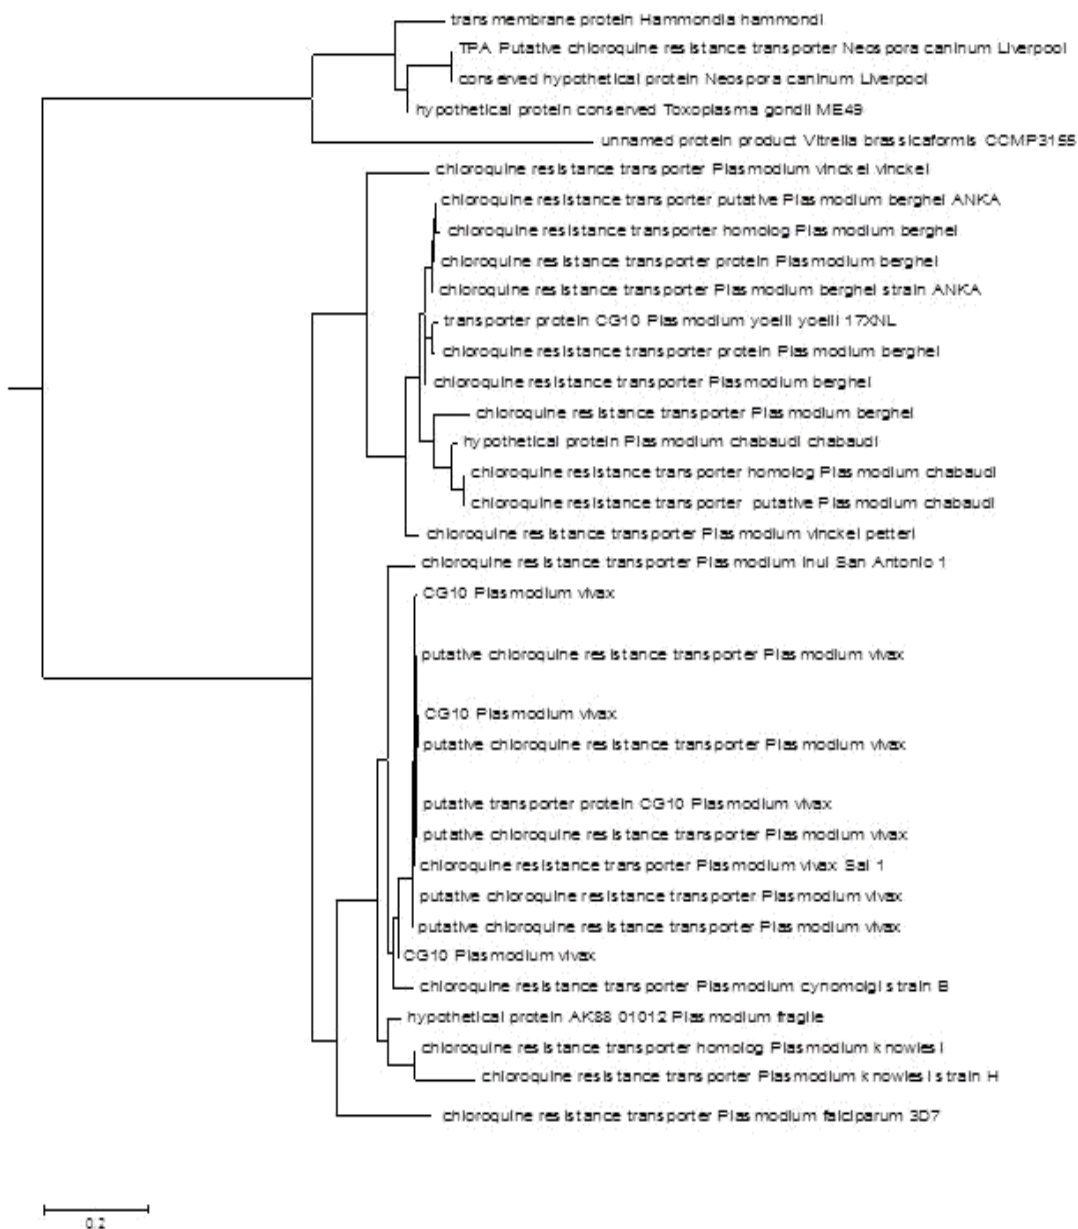 trans membrane protein Hammondia hammondi
TPA Putative chloroquine resistance transporter Neospora caninum Liverpool
conserved hypothetical protein Neospora caninum Liverpool
hypothetical protein conserved Toxoplasma gondii ME49
unnamed protein product Vitrella brassicaformis CCMP3155
chloroquine resistance transporter Plasmodium vinckei vinckei
chloroquine resistance transporter putative Plasmodium berghei ANKA
chloroquine resistance transporter homolog Plasmodium berghei
chloroquine resistance transporter protein Plasmodium berghei
chloroquine resistance transporter Plasmodium berghei strain ANKA
transporter protein CG10 Plasmodium yoelii yoelii 17XNL
chloroquine resistance transporter protein Plasmodium berghei
chloroquine resistance transporter Plasmodium berghei
chloroquine resistance transporter Plasmodium berghei
hypothetical protein Plasmodium chabaudi chabaudi
chloroquine resistance transporter homolog Plasmodium chabaudi
chloroquine resistance transporter putative Plasmodium chabaudi
chloroquine resistance transporter Plasmodium vinckei petteri
chloroquine resistance transporter Plasmodium inui San Antonio 1
CG10 Plasmodium vivax
putative chloroquine resistance transporter Plasmodium vivax
CG10 Plasmodium vivax
putative chloroquine resistance transporter Plasmodium vivax
putative transporter protein CG10 Plasmodium vivax
putative chloroquine resistance transporter Plasmodium vivax
chloroquine resistance transporter Plasmodium vivax Sal 1
putative chloroquine resistance transporter Plasmodium vivax
putative chloroquine resistance transporter Plasmodium vivax
CG10 Plasmodium vivax
chloroquine resistance transporter Plasmodium cynomolgi strain B
hypothetical protein AK88 01012 Plasmodium fragile
chloroquine resistance transporter homolog Plasmodium knowlesi
chloroquine resistance transporter Plasmodium knowlesi strain H
chloroquine resistance transporter Plasmodium falciparum 3D7
0.2